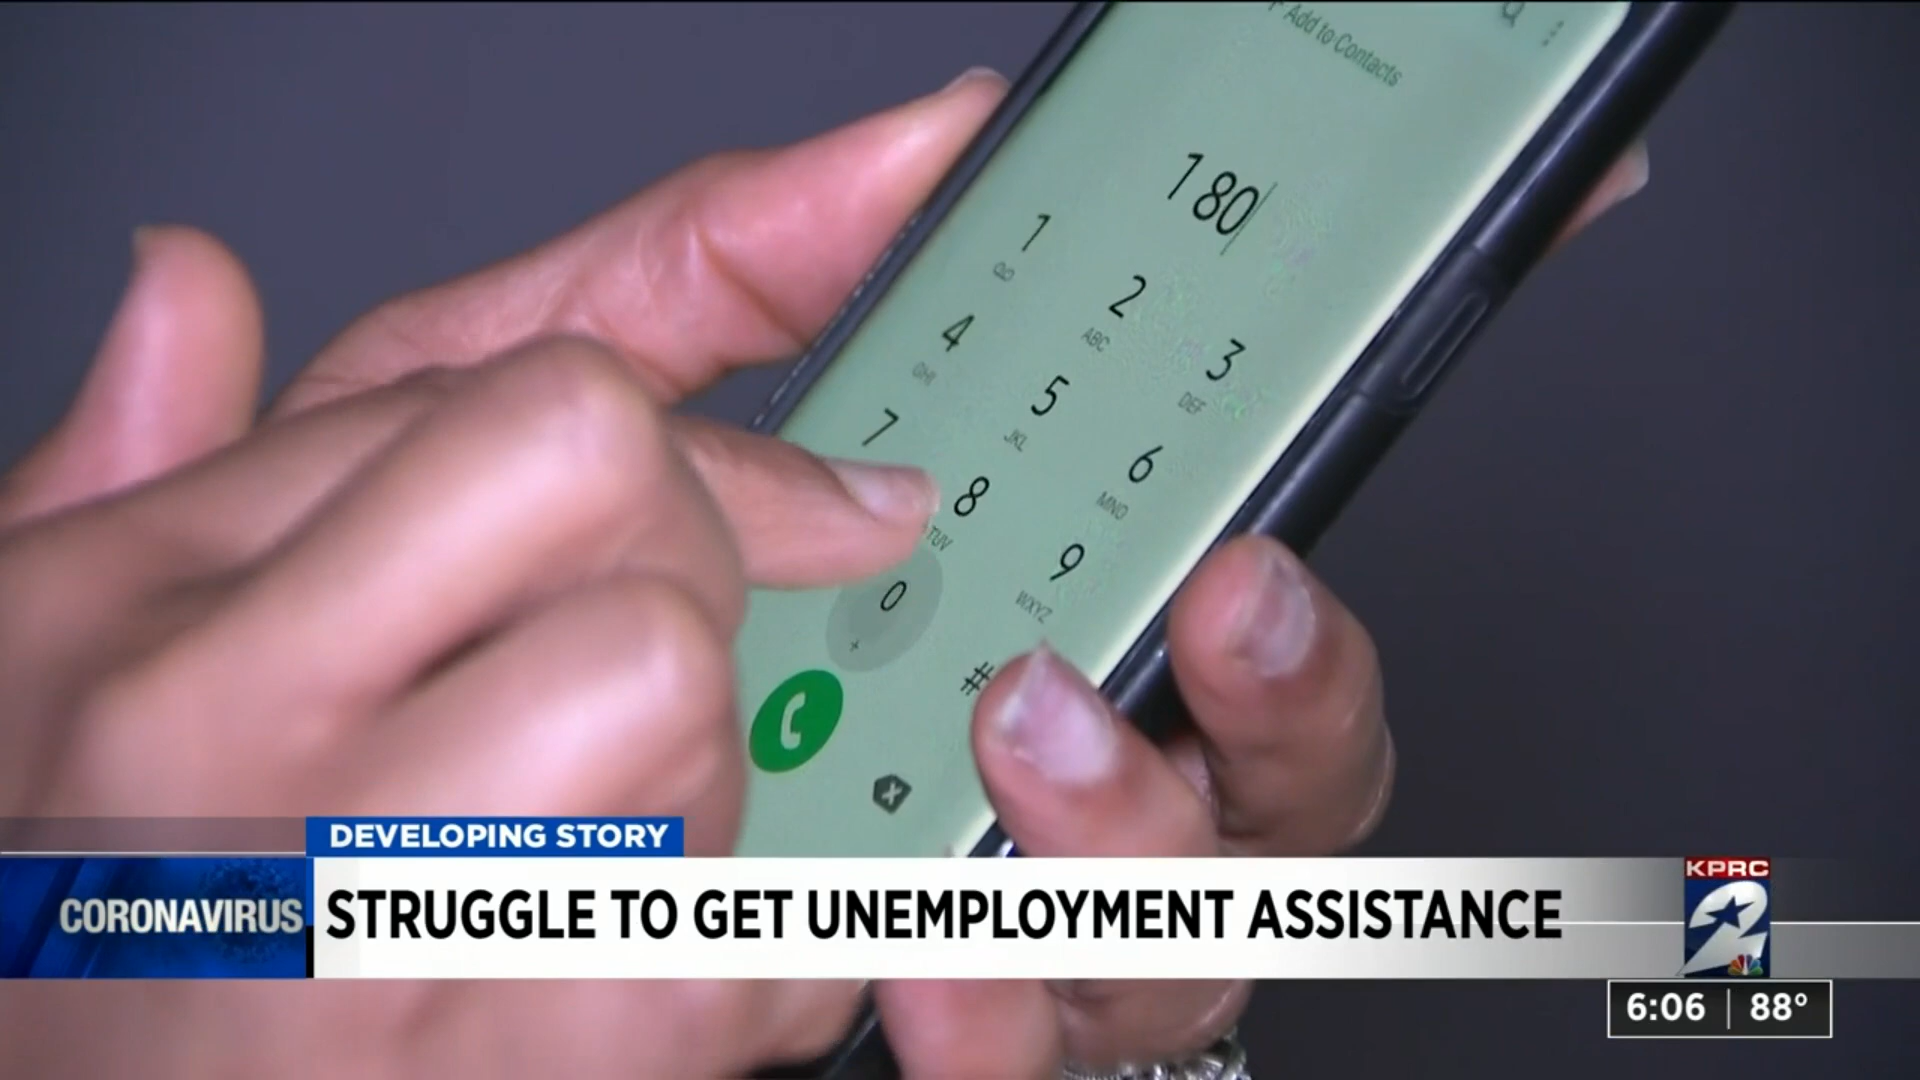 Add to Contacts
180
1
2
ABC
3
DEF
4
GHI
5
JKL
6
MNO
7
8
TUV
9
WXYZ
0
+
#
DEVELOPING STORY
CORONAVIRUS
STRUGGLE TO GET UNEMPLOYMENT ASSISTANCE
KPRC
2
6:06
88°